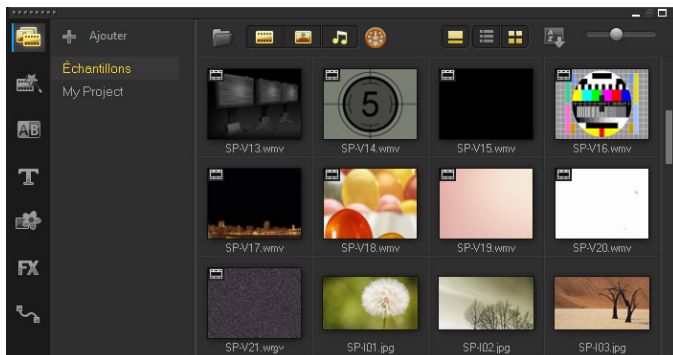 Ajouter
Échantillons
My Project
SP-V13.wmv
SP-V14.wmv
SP-V15.wmv
SP-V16.wmv
SP-V17.wmv
SP-V18.wmv
SP-V19.wmv
SP-V20.wmv
SP-V21.wmv
SP-I01.jpg
SP-I02.jpg
SP-I03.jpg
5
AB
T
FX